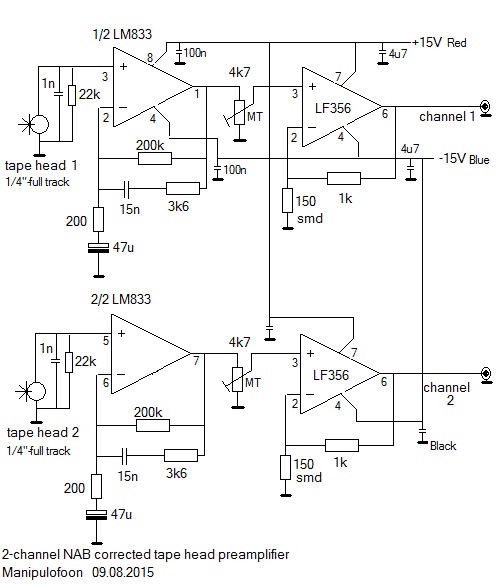 1/2 LM833
8
100n
+15V Red
4u7
3
1n
22k
2
4
1
4k7
MT
3
7
LF356
2
4
6
channel 1
tape head 1
1/4"-full track
200k
100n
4u7
-15V Blue
15n
3k6
200
47u
150
smd
1k
2/2 LM833
5
1n
22k
6
7
4k7
MT
3
7
LF356
2
4
6
channel
2
tape head 2
1/4"-full track
200k
15n
3k6
200
47u
150
smd
1k
Black
2-channel NAB corrected tape head preamplifier
Manipulofoon 09.08.2015